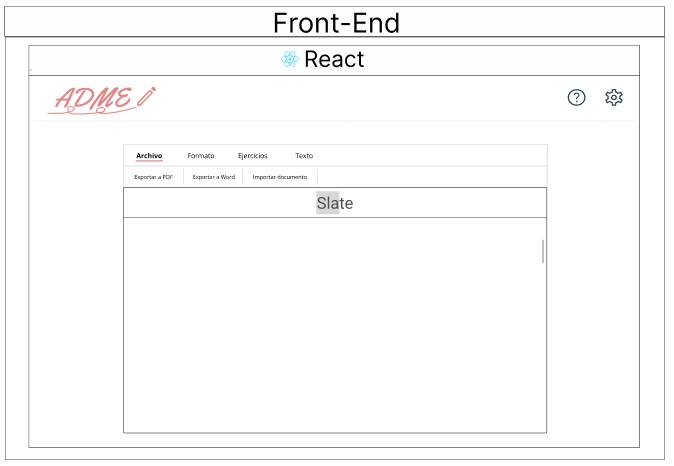 Front-End
React
ADME
Archivo Formato Ejercicios Texto
Exportar a PDF Exportar a Word Importar documento
Slate